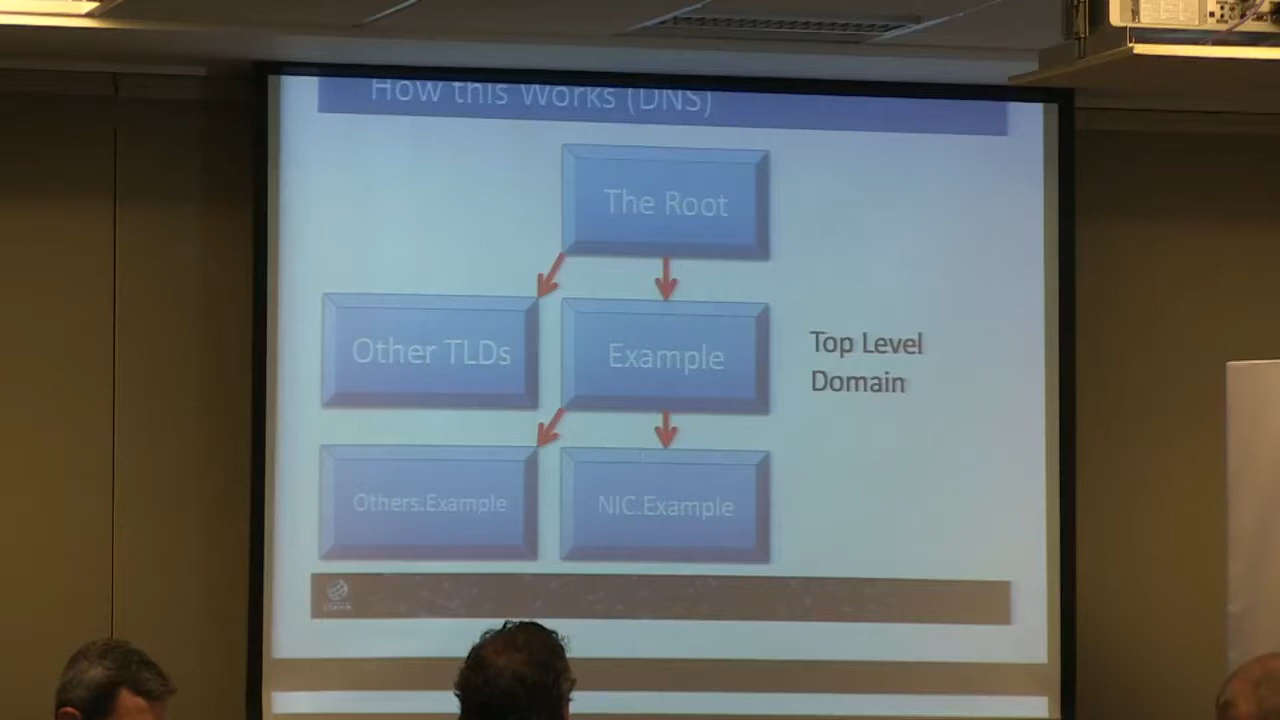 How this Works (DNS)
The Root
Other TLDs
Example
Top Level
Domain
Others.Example
NIC.Example